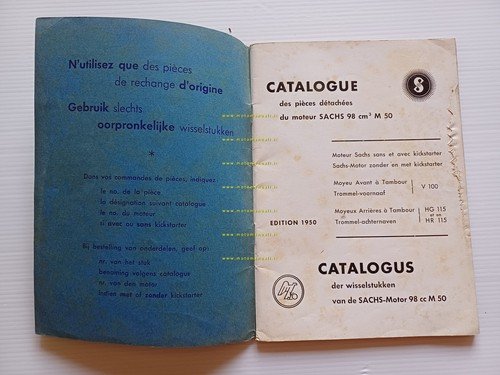 N'utilisez que des pièces
de rechange d'origine
Gebruik slechts
oorpronkelijke wisselstukken
*
Dans vos commandes de pièces, indiquez:
le no. de la pièce
la désignation suivant catalogue
le no. du moteur
si avec ou sans kickstarter
Bij bestelling van onderdelen, geef op:
nr. van het stuk
benaming volgens catalogus
nr. van den motor
indien met of zonder kickstarter
CATALOGUE
des pièces détachées
du moteur SACHS 98 cm³ M 50
S
Moteur Sachs sans et avec kickstarter
Sachs-Motor zonder en met kickstarter
Moyeu Avant à Tambour
Trommel-voornaaf
V 100
EDITION 1950
Moyeux Arrières à Tambour
Trommel-achternaven
HG 115
et en
HR 115
CATALOGUS
der wisselstukken
van de SACHS-Motor 98 cc M 50